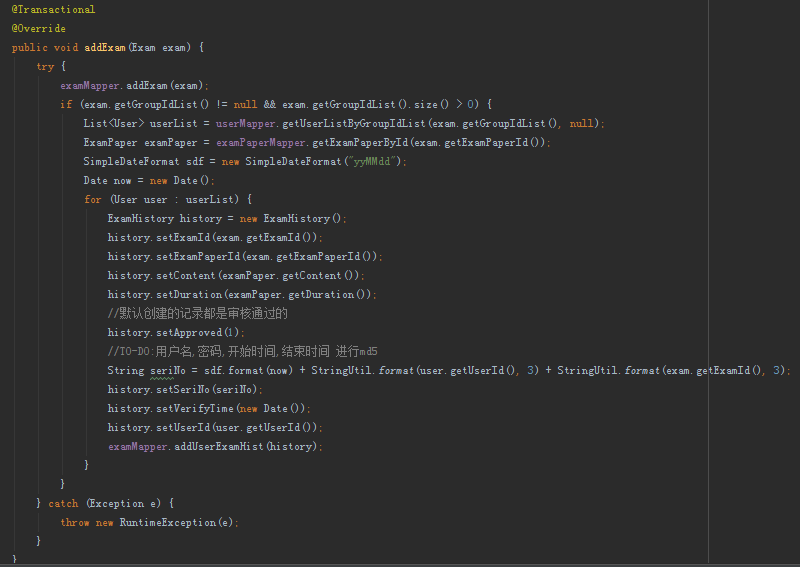 @Transactional
@Override
public void addExam(Exam exam) {
try {
examMapper.addExam(exam);
if (exam.getGroupIdList() != null && exam.getGroupIdList().size() > 0) {
List<User> userList = userMapper.getUserListByGroupIdList(exam.getGroupIdList(), null);
ExamPaper examPaper = examPaperMapper.getExamPaperById(exam.getExamPaperId());
SimpleDateFormat sdf = new SimpleDateFormat("yyMMdd");
Date now = new Date();
for (User user : userList) {
ExamHistory history = new ExamHistory();
history.setExamId(exam.getExamId());
history.setExamPaperId(exam.getExamPaperId());
history.setContent(examPaper.getContent());
history.setDuration(examPaper.getDuration());
//默认创建的记录都是审核通过的
history.setApproved(1);
//TO-DO:用户名,密码,开始时间,结束时间 进行md5
String seriNo = sdf.format(now) + StringUtil.format(user.getUserId(), 3) + StringUtil.format(exam.getExamId(), 3);
history.setSeriNo(seriNo);
history.setVerifyTime(new Date());
history.setUserId(user.getUserId());
examMapper.addUserExamHist(history);
}
}
} catch (Exception e) {
throw new RuntimeException(e);
}
}